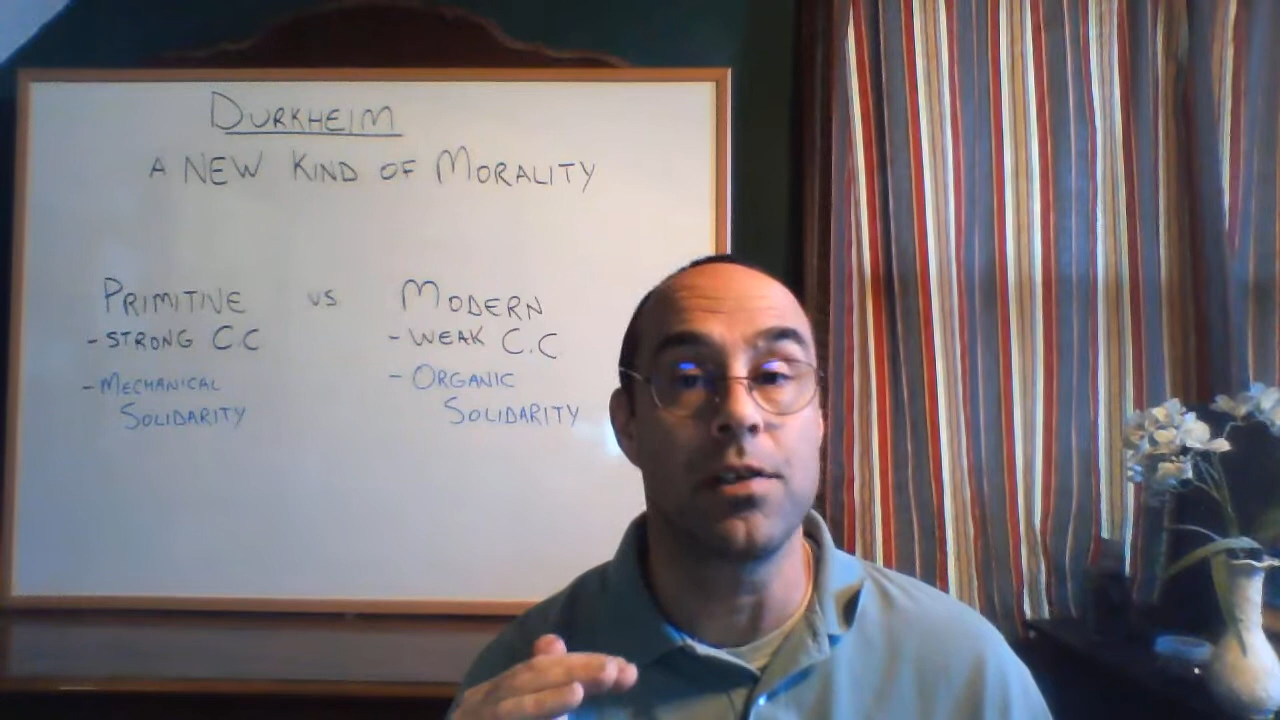 DURKHEIM
A NEW KIND OF MORALITY
PRIMITIVE vs MODERN
- STRONG C.C
- WEAK C.C
- MECHANICAL SOLIDARITY
- ORGANIC SOLIDARITY